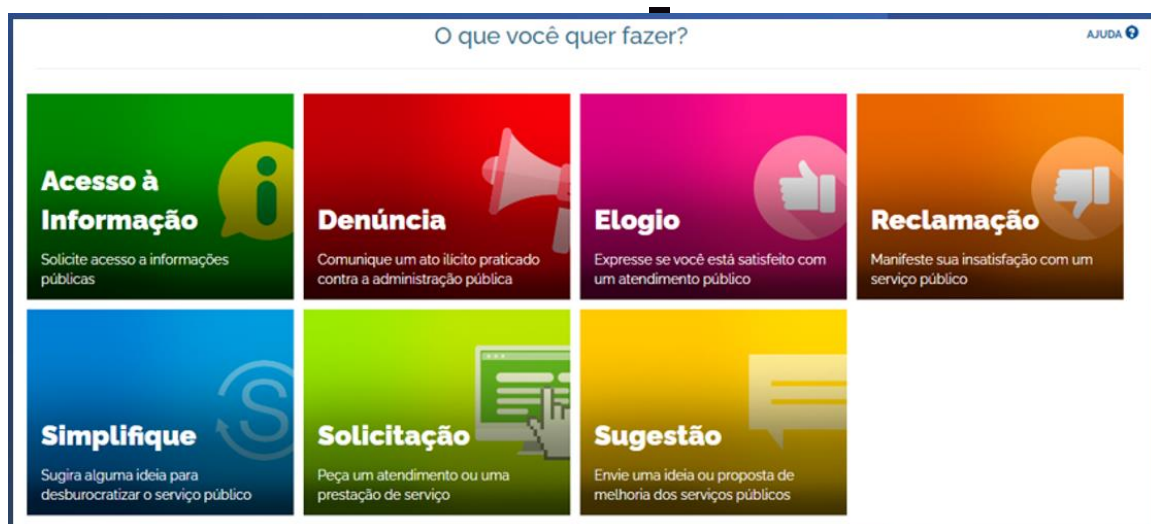 O que você quer fazer?
AJUDA
Acesso à
Informação
Solicite acesso a informações
públicas
Denúncia
Comunique um ato ilícito praticado
contra a administração pública
Elogio
Expresse se você está satisfeito com
um atendimento público
Reclamação
Manifeste sua insatisfação com um
serviço público
Simplifique
Sugira alguma ideia para
desburocratizar o serviço público
Solicitação
Peça um atendimento ou uma
prestação de serviço
Sugestão
Envie uma ideia ou proposta de
melhoria dos serviços públicos